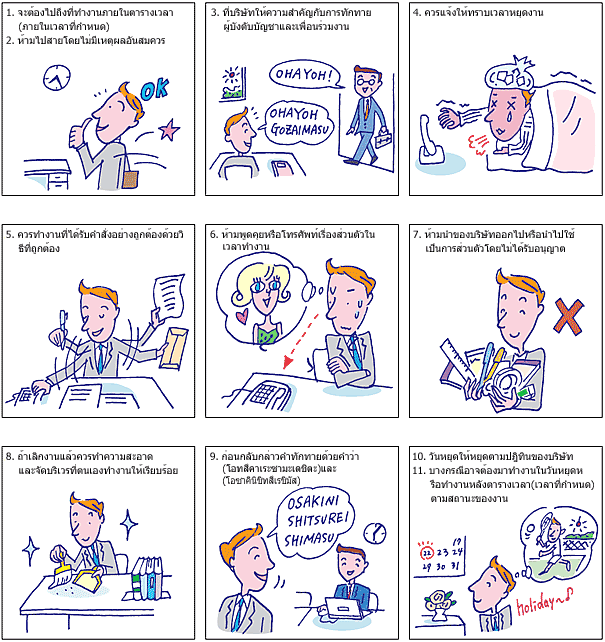 1. จะต้องไปถึงที่ทำงานภายในตารางเวลา
(ภายในเวลาที่กำหนด)
2. ห้ามไปสายโดยไม่มีเหตุผลอันสมควร
OK
3. ที่บริษัทให้ความสำคัญกับการทักทาย
ผู้บังคับบัญชาและเพื่อนร่วมงาน
OHAYOH!
OHAYOH
GOZAIMASU
4. ควรแจ้งให้ทราบเวลาหยุดงาน
5. ควรทำงานที่ได้รับคำสั่งอย่างถูกต้องด้วยวิ
ธีที่ถูกต้อง
6. ห้ามพูดคุยหรือโทรศัพท์เรื่องส่วนตัวใน
เวลาทำงาน
7. ห้ามนำของบริษัทออกไปหรือนำไปใช้
เป็นการส่วนตัวโดยไม่ได้รับอนุญาต
8. ถ้าเลิกงานแล้วควรทำความสะอาด
และจัดบริเวรที่ตนเองทำงานให้เรียบร้อย
9. ก่อนกลับกล่าวคำทักทายด้วยคำว่า
(โอทสึคาเระซามะเดชิตะ)และ
(โอซาคินิชิทสึเรชิมัส)
OSAKINI
SHITSUREI
SHIMASU
10. วันหยุดให้หยุดตามปฎิทินของบริษัท
11. บางกรณีอาจต้องมาทำงานในวันหยุดห
รือทำงานหลังตารางเวลา(เวลาที่กำหนด)
ตามสถานะของงาน
17
22 23 24
29 30 31
holiday~♪